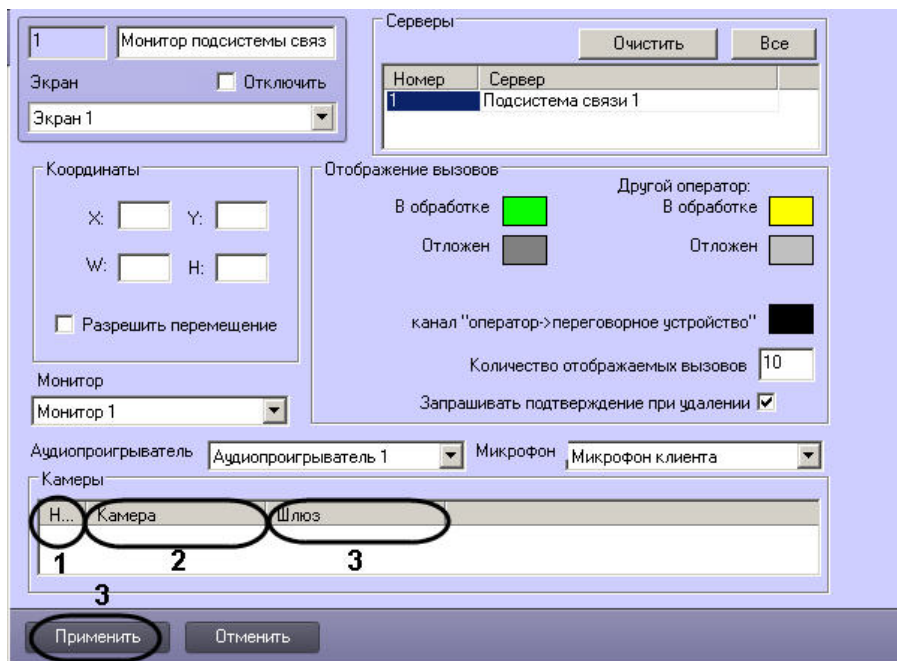 1 Монитор подсистемы связ
Экран Отключить
Экран 1
Серверы
Очистить Все
Номер Сервер
1 Подсистема связи 1
Координаты
X: Y:
W: H:
Разрешить перемещение
Отображение вызовов
Другой оператор:
В обработке В обработке
Отложен Отложен
канал "оператор->переговорное устройство"
Количество отображаемых вызовов 10
Запрашивать подтверждение при удалении
Монитор
Монитор 1
Аудиопроигрыватель Аудиопроигрыватель 1 Микрофон Микрофон клиента
Камеры
Н... Камера Шлюз
1 2 3
3
Применить Отменить